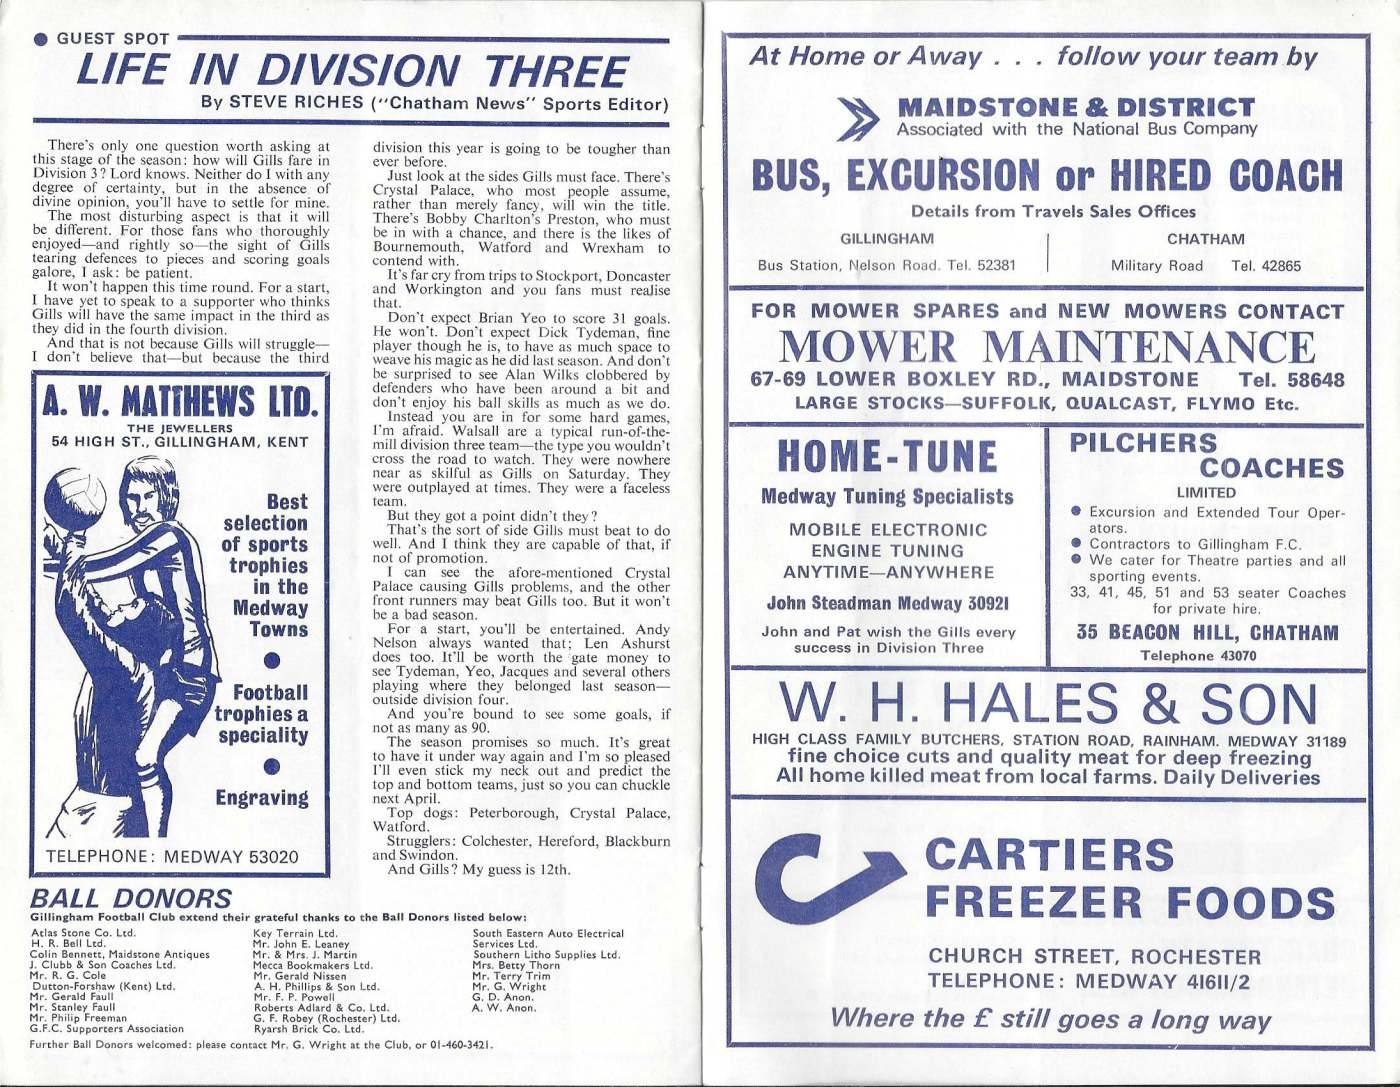 ● GUEST SPOT
LIFE IN DIVISION THREE
By STEVE RICHES ("Chatham News" Sports Editor)
There's only one question worth asking at
this stage of the season: how will Gills fare in
Division 3? Lord knows. Neither do I with any
degree of certainty, but in the absence of
divine opinion, you'll have to settle for mine.
The most disturbing aspect is that it will
be different. For those fans who thoroughly
enjoyed—and rightly so—the sight of Gills
tearing defences to pieces and scoring goals
galore, I ask: be patient.
It won't happen this time round. For a start,
I have yet to speak to a supporter who thinks
Gills will have the same impact in the third as
they did in the fourth division.
And that is not because Gills will struggle—
I don't believe that—but because the third
division this year is going to be tougher than
ever before.
Just look at the sides Gills must face. There's
Crystal Palace, who most people assume,
rather than merely fancy, will win the title.
There's Bobby Charlton's Preston, who must
be in with a chance, and there is the likes of
Bournemouth, Watford and Wrexham to
contend with.
It's far cry from trips to Stockport, Doncaster
and Workington and you fans must realise
that.
Don't expect Brian Yeo to score 31 goals.
He won't. Don't expect Dick Tydeman, fine
player though he is, to have as much space to
weave his magic as he did last season. And don't
be surprised to see Alan Wilks clobbered by
defenders who have been around a bit and
don't enjoy his ball skills as much as we do.
Instead you are in for some hard games,
I'm afraid. Walsall are a typical run-of-the-
mill division three team—the type you wouldn't
cross the road to watch. They were nowhere
near as skilful as Gills on Saturday. They
were outplayed at times. They were a faceless
team.
But they got a point didn't they?
That's the sort of side Gills must beat to do
well. And I think they are capable of that, if
not of promotion.
I can see the afore-mentioned Crystal
Palace causing Gills problems, and the other
front runners may beat Gills too. But it won't
be a bad season.
For a start, you'll be entertained. Andy
Nelson always wanted that; Len Ashurst
does too. It'll be worth the gate money to
see Tydeman, Yeo, Jacques and several others
playing where they belonged last season—
outside division four.
And you're bound to see some goals, if
not as many as 90.
The season promises so much. It's great
to have it under way again and I'm so pleased
I'll even stick my neck out and predict the
top and bottom teams, just so you can chuckle
next April.
Top dogs: Peterborough, Crystal Palace,
Watford.
Strugglers: Colchester, Hereford, Blackburn
and Swindon.
And Gills? My guess is 12th.
A. W. MATTHEWS LTD.
THE JEWELLERS
54 HIGH ST., GILLINGHAM, KENT
Best
selection
of sports
trophies
in the
Medway
Towns
●
Football
trophies a
speciality
●
Engraving
TELEPHONE: MEDWAY 53020
BALL DONORS
Gillingham Football Club extend their grateful thanks to the Ball Donors listed below:
Atlas Stone Co. Ltd.
H. R. Bell Ltd.
Colin Bennett, Maidstone Antiques
J. Clubb & Son Coaches Ltd.
Mr. R. G. Cole
Dutton-Forshaw (Kent) Ltd.
Mr. Gerald Faull
Mr. Stanley Faull
Mr. Philip Freeman
G.F.C. Supporters Association
Key Terrain Ltd.
Mr. John E. Leaney
Mr. & Mrs. J. Martin
Mecca Bookmakers Ltd.
Mr. Gerald Nissen
A. H. Phillips & Son Ltd.
Mr. F. P. Powell
Roberts Adlard & Co. Ltd.
G. F. Robey (Rochester) Ltd.
Ryarsh Brick Co. Ltd.
South Eastern Auto Electrical
Services Ltd.
Southern Litho Supplies Ltd.
Mrs. Betty Thorn
Mr. Terry Trim
Mr. G. Wright
G. D. Anon.
A. W. Anon.
Further Ball Donors welcomed: please contact Mr. G. Wright at the Club, or 01-460-3421.
At Home or Away . . . follow your team by
MAIDSTONE & DISTRICT
Associated with the National Bus Company
BUS, EXCURSION or HIRED COACH
Details from Travels Sales Offices
GILLINGHAM
Bus Station, Nelson Road. Tel. 52381
CHATHAM
Military Road Tel. 42865
FOR MOWER SPARES and NEW MOWERS CONTACT
MOWER MAINTENANCE
67-69 LOWER BOXLEY RD., MAIDSTONE Tel. 58648
LARGE STOCKS—SUFFOLK, QUALCAST, FLYMO Etc.
HOME-TUNE
Medway Tuning Specialists
MOBILE ELECTRONIC
ENGINE TUNING
ANYTIME—ANYWHERE
John Steadman Medway 30921
John and Pat wish the Gills every
success in Division Three
PILCHERS
COACHES
LIMITED
● Excursion and Extended Tour Oper-
ators.
● Contractors to Gillingham F.C.
● We cater for Theatre parties and all
sporting events.
33, 41, 45, 51 and 53 seater Coaches
for private hire.
35 BEACON HILL, CHATHAM
Telephone 43070
W. H. HALES & SON
HIGH CLASS FAMILY BUTCHERS, STATION ROAD, RAINHAM. MEDWAY 31189
fine choice cuts and quality meat for deep freezing
All home killed meat from local farms. Daily Deliveries
CARTIERS
FREEZER FOODS
CHURCH STREET, ROCHESTER
TELEPHONE: MEDWAY 41611/2
Where the £ still goes a long way